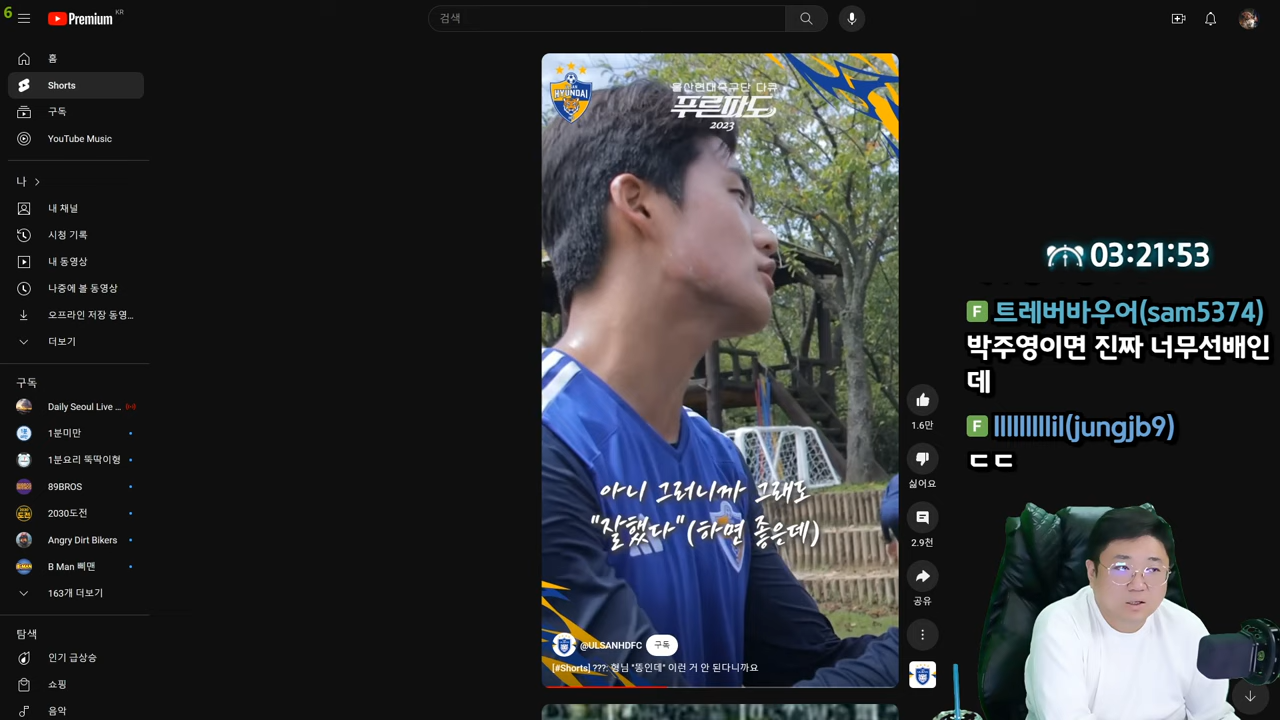 6
Premium
KR
검색
홈
Shorts
구독
YouTube Music
나
내 채널
시청 기록
내 동영상
나중에 볼 동영상
오프라인 저장 동영...
더보기
구독
Daily Seoul Live ...
1분미만
1분요리 뚝딱이형
89BROS
2030도전
Angry Dirt Bikers
B Man 삐맨
163개 더보기
탐색
인기 급상승
쇼핑
음악
HYUNDAI
울산현대축구단 다큐
푸른파도
2023
아니 그러니까 그래도
"잘했다"(하면 좋은데)
@ULSANHDFC
구독
[#Shorts] ???: 형님 "똥인데" 이런 거 안 된다니까요
1.6만
싫어요
2.9천
공유
03:21:53
F 트레버바우어(sam5374)
박주영이면 진짜 너무선배인
데
F llllllllllil(jungjb9)
ㄷㄷ